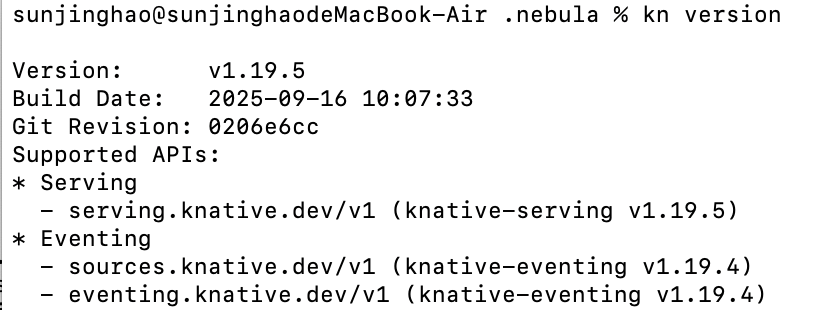 sunjinghao@sunjinghaodeMacBook-Air .nebula % kn version
Version:      v1.19.5
Build Date:   2025-09-16 10:07:33
Git Revision: 0206e6cc
Supported APIs:
* Serving
  - serving.knative.dev/v1 (knative-serving v1.19.5)
* Eventing
  - sources.knative.dev/v1 (knative-eventing v1.19.4)
  - eventing.knative.dev/v1 (knative-eventing v1.19.4)